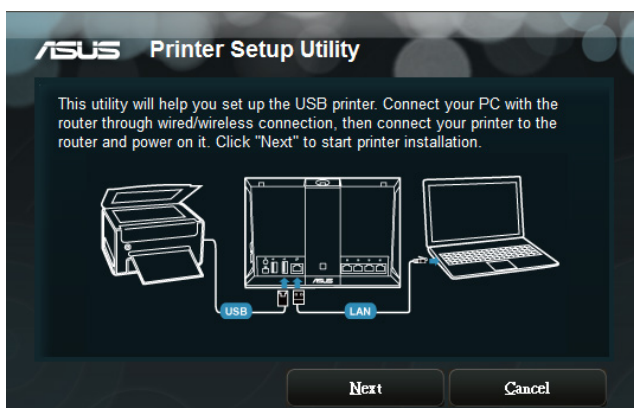 ASUS Printer Setup Utility
This utility will help you set up the USB printer. Connect your PC with the
router through wired/wireless connection, then connect your printer to the
router and power on it. Click "Next" to start printer installation.
ASUS
USB
LAN
Next
Cancel